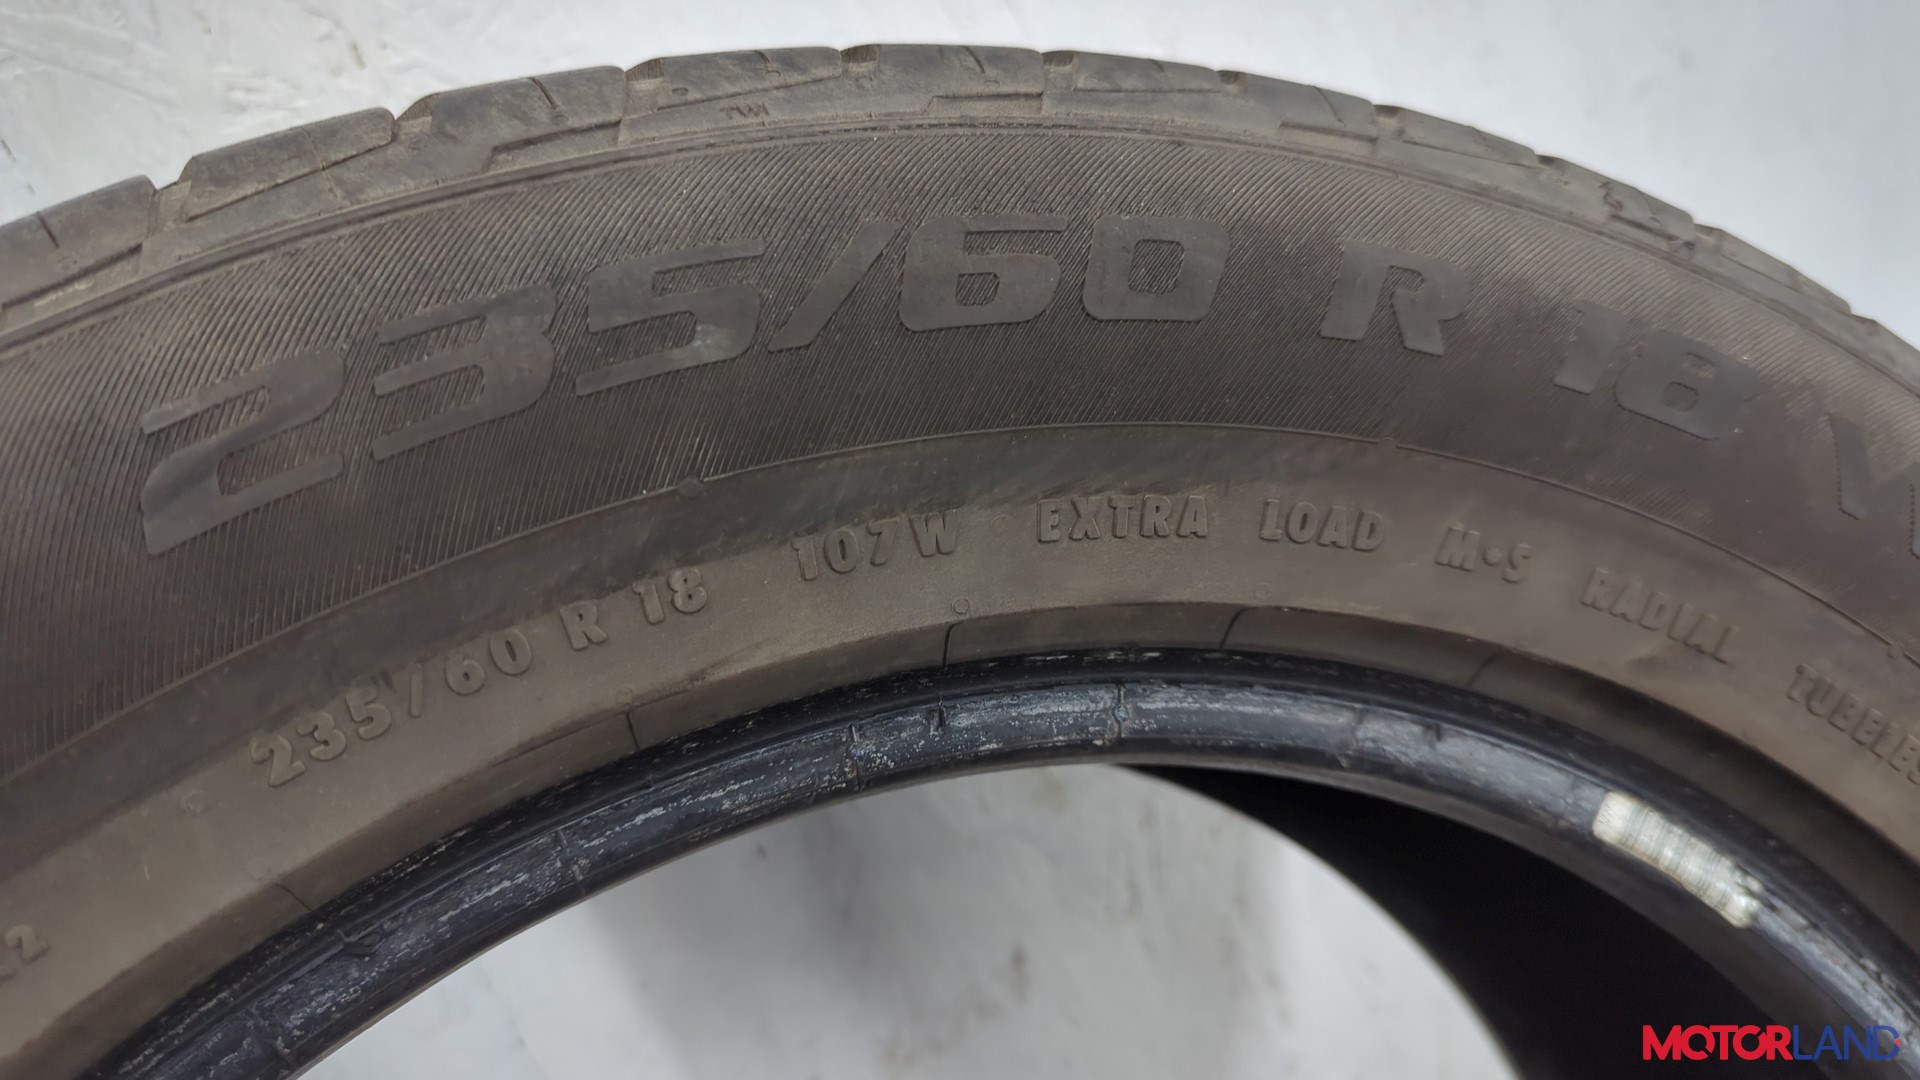 TWI
235/60 R 18
235/60 R 18 107W EXTRA LOAD M•S RADIAL
MOTORLAND